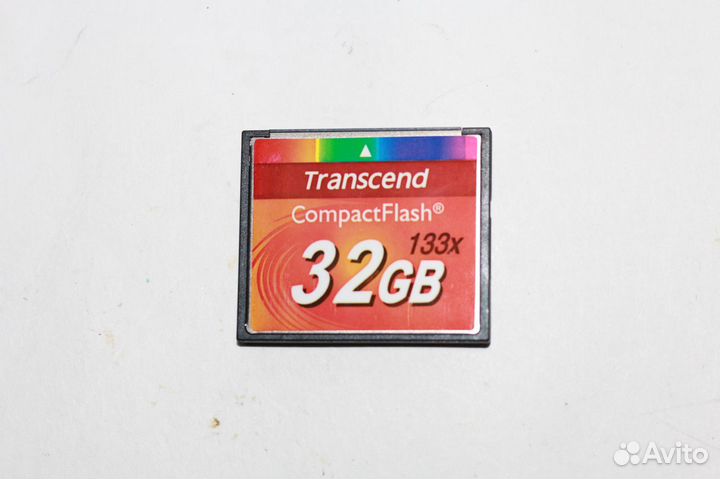 Transcend
CompactFlash®
133x
32GB
Avito